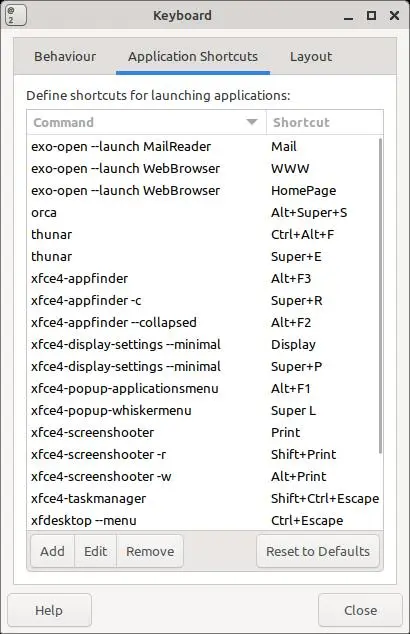 @
2
Keyboard
Behaviour Application Shortcuts Layout
Define shortcuts for launching applications:
Command Shortcut
exo-open --launch MailReader Mail
exo-open --launch WebBrowser WWW
exo-open --launch WebBrowser HomePage
orca Alt+Super+S
thunar Ctrl+Alt+F
thunar Super+E
xfce4-appfinder Alt+F3
xfce4-appfinder -c Super+R
xfce4-appfinder --collapsed Alt+F2
xfce4-display-settings --minimal Display
xfce4-display-settings --minimal Super+P
xfce4-popup-applicationsmenu Alt+F1
xfce4-popup-whiskermenu Super L
xfce4-screenshooter Print
xfce4-screenshooter -r Shift+Print
xfce4-screenshooter -w Alt+Print
xfce4-taskmanager Shift+Ctrl+Escape
xfdesktop --menu Ctrl+Escape
Add Edit Remove Reset to Defaults
Help Close